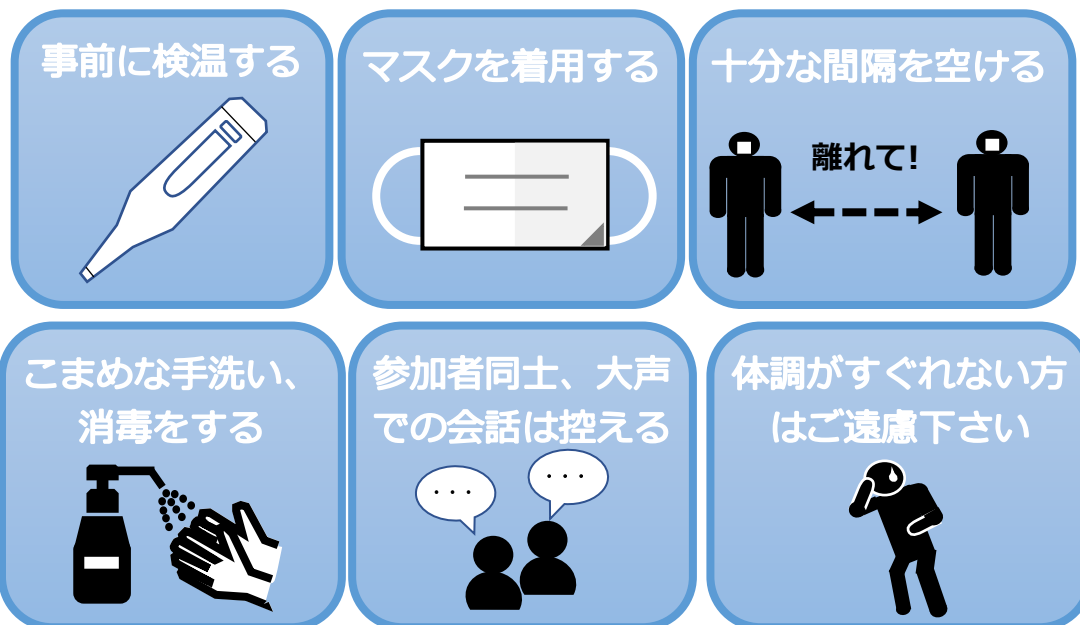 事前に検温する
マスクを着用する
十分な間隔を空ける
離れて!
こまめな手洗い、
消毒をする
参加者同士、大声
での会話は控える
・・・
・・・
体調がすぐれない方
はご遠慮下さい